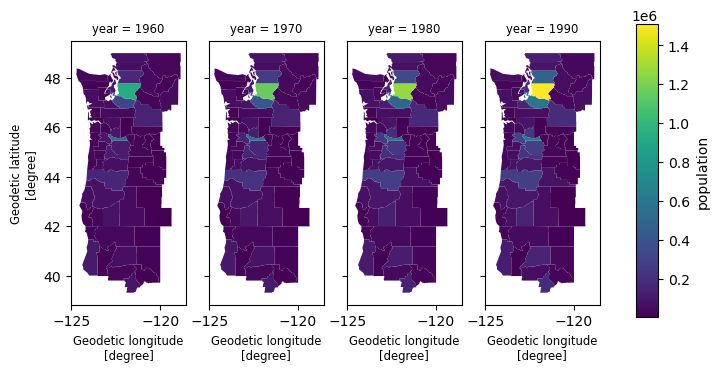 year = 1960 year = 1970 year = 1980 year = 1990
1e6
48
46
44
42
40
Geodetic latitude
[degree]
−125 −120 −125 −120 −125 −120 −125 −120
Geodetic longitude
[degree]
Geodetic longitude
[degree]
Geodetic longitude
[degree]
Geodetic longitude
[degree]
1.4
1.2
1.0
0.8
0.6
0.4
0.2
population